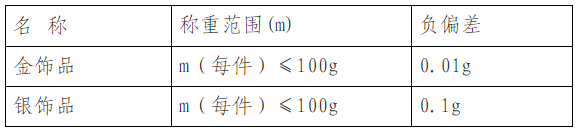 名 称 称重范围(m) 负偏差
金饰品 m（每件）≤100g 0.01g
银饰品 m（每件）≤100g 0.1g